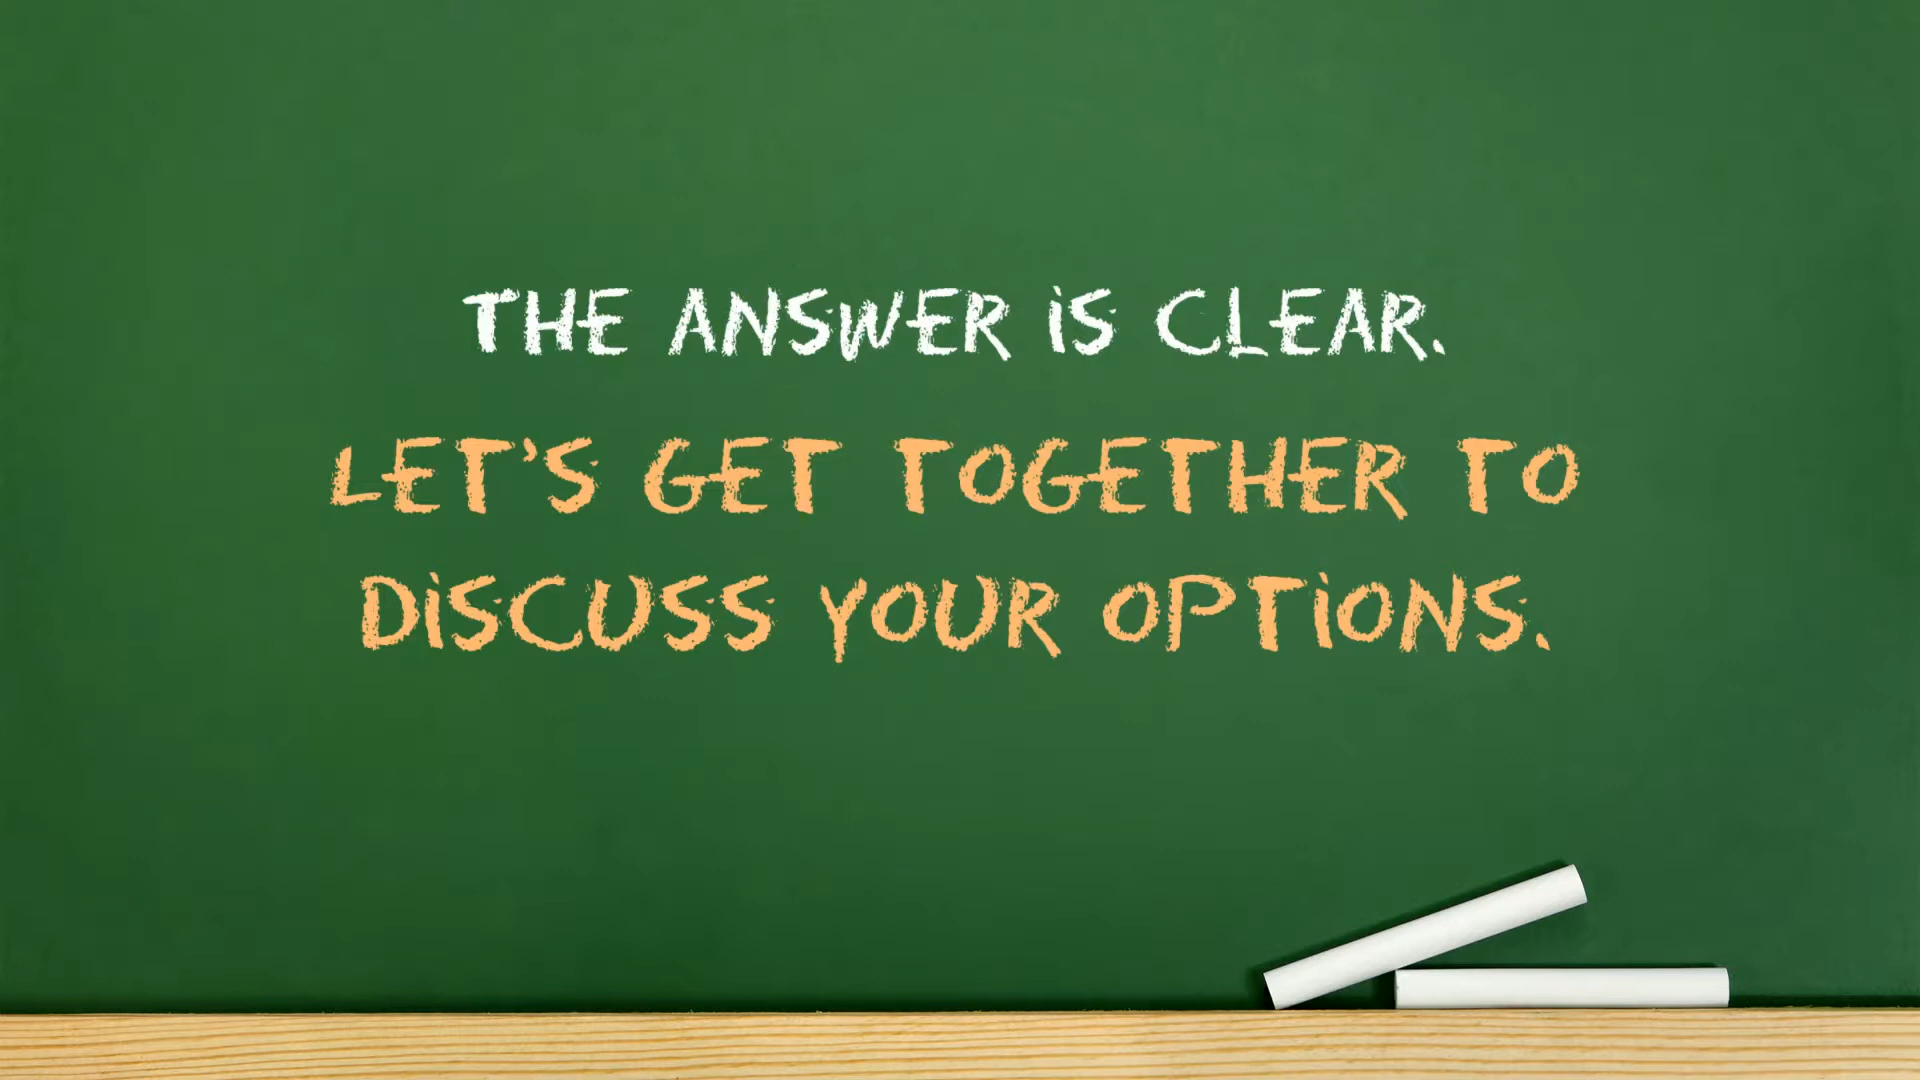 THE ANSWER IS CLEAR.
LET'S GET TOGETHER TO
DISCUSS YOUR OPTIONS.